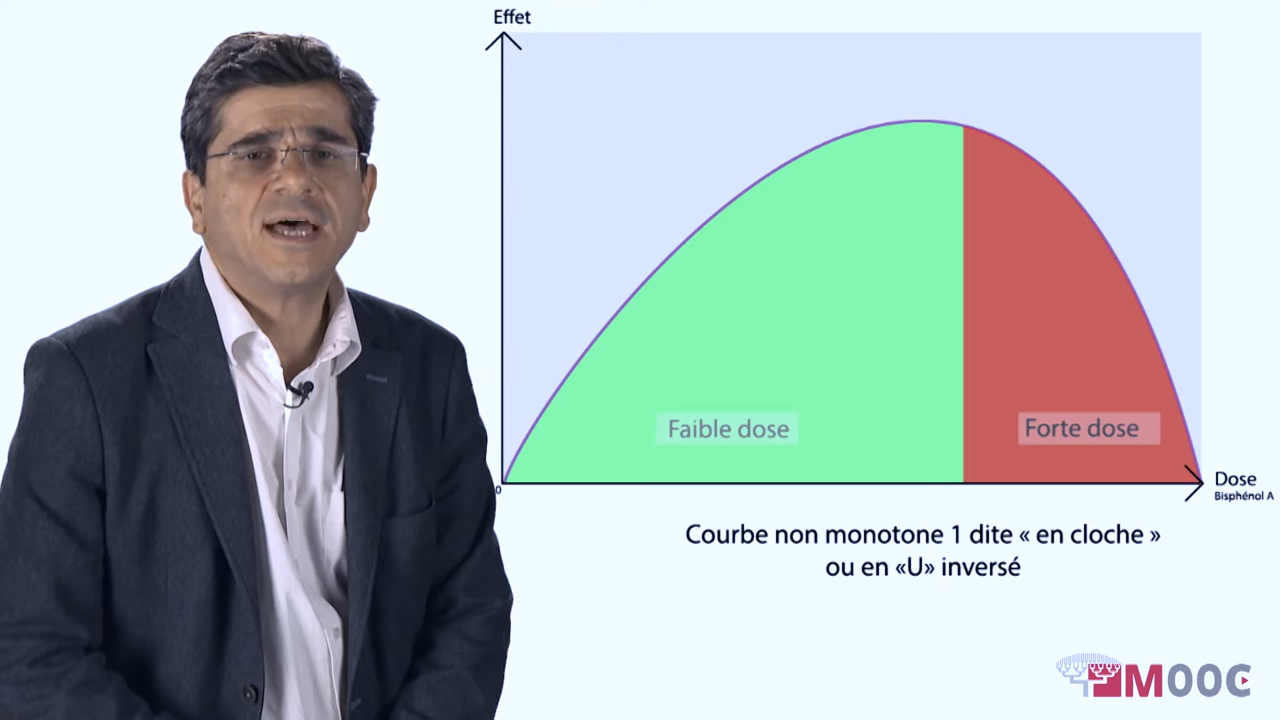 Effet
Faible dose
Forte dose
0
Dose
Bisphénol A
Courbe non monotone 1 dite « en cloche »
ou en «U» inversé
MOOC